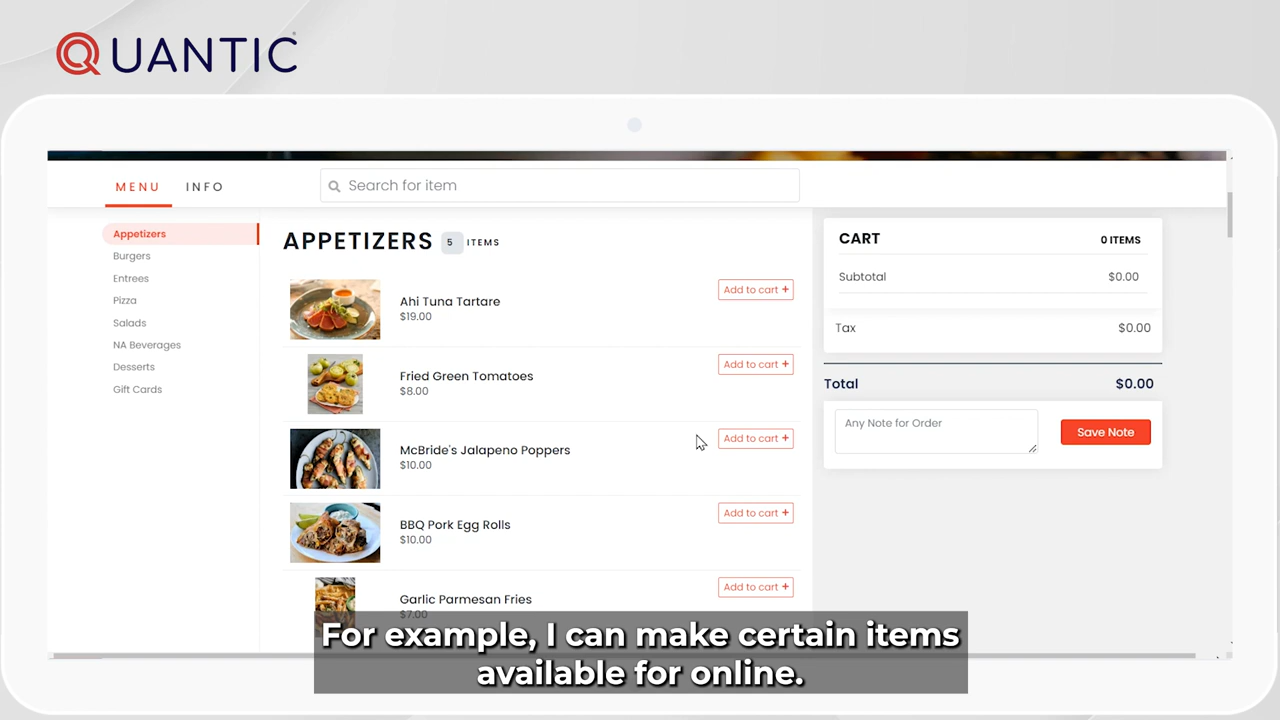 QUANTIC
MENU INFO
Search for item
Appetizers
Burgers
Entrees
Pizza
Salads
NA Beverages
Desserts
Gift Cards
APPETIZERS 5 ITEMS
Ahi Tuna Tartare
$19.00
Add to cart +
Fried Green Tomatoes
$8.00
Add to cart +
McBride's Jalapeno Poppers
$10.00
Add to cart +
BBQ Pork Egg Rolls
$10.00
Add to cart +
Garlic Parmesan Fries
$7.00
Add to cart +
CART 0 ITEMS
Subtotal $0.00
Tax $0.00
Total $0.00
Any Note for Order
Save Note
For example, I can make certain items
available for online.